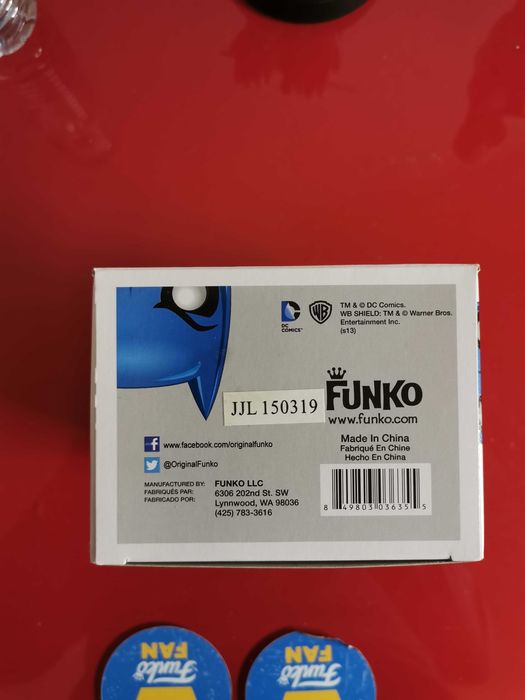 DC
COMICS™
WB
TM & © DC Comics.
WB SHIELD: TM & © Warner Bros.
Entertainment Inc.
(s13)
JJL 150319
FUNKO
www.funko.com
Made In China
Fabriqué En Chine
Hecho En China
f www.facebook.com/originalfunko
@OriginalFunko
MANUFACTURED BY: FUNKO LLC
FABRIQUÉS PAR: 6306 202nd St. SW
FABRICADO POR: Lynnwood, WA 98036
(425) 783-3616
8 49803 03635 5
Funko
FAN
Funko
FAN